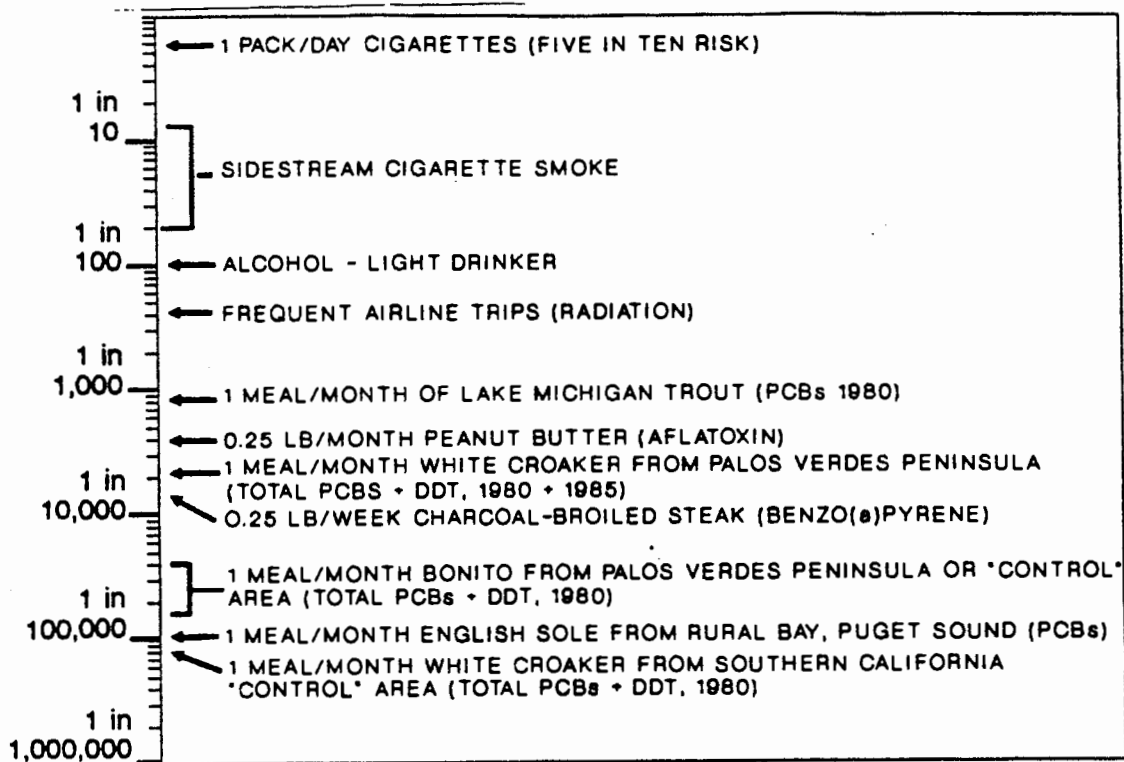 1 PACK/DAY CIGARETTES (FIVE IN TEN RISK)
1 in
10
SIDESTREAM CIGARETTE SMOKE
1 in
100
ALCOHOL - LIGHT DRINKER
FREQUENT AIRLINE TRIPS (RADIATION)
1 in
1,000
1 MEAL/MONTH OF LAKE MICHIGAN TROUT (PCBs 1980)
0.25 LB/MONTH PEANUT BUTTER (AFLATOXIN)
1 MEAL/MONTH WHITE CROAKER FROM PALOS VERDES PENINSULA
(TOTAL PCBS + DDT, 1980 + 1985)
1 in
10,000
0.25 LB/WEEK CHARCOAL-BROILED STEAK (BENZO(a)PYRENE)
1 MEAL/MONTH BONITO FROM PALOS VERDES PENINSULA OR "CONTROL"
AREA (TOTAL PCBs + DDT, 1980)
1 in
100,000
1 MEAL/MONTH ENGLISH SOLE FROM RURAL BAY, PUGET SOUND (PCBs)
1 MEAL/MONTH WHITE CROAKER FROM SOUTHERN CALIFORNIA
"CONTROL" AREA (TOTAL PCBs + DDT, 1980)
1 in
1,000,000